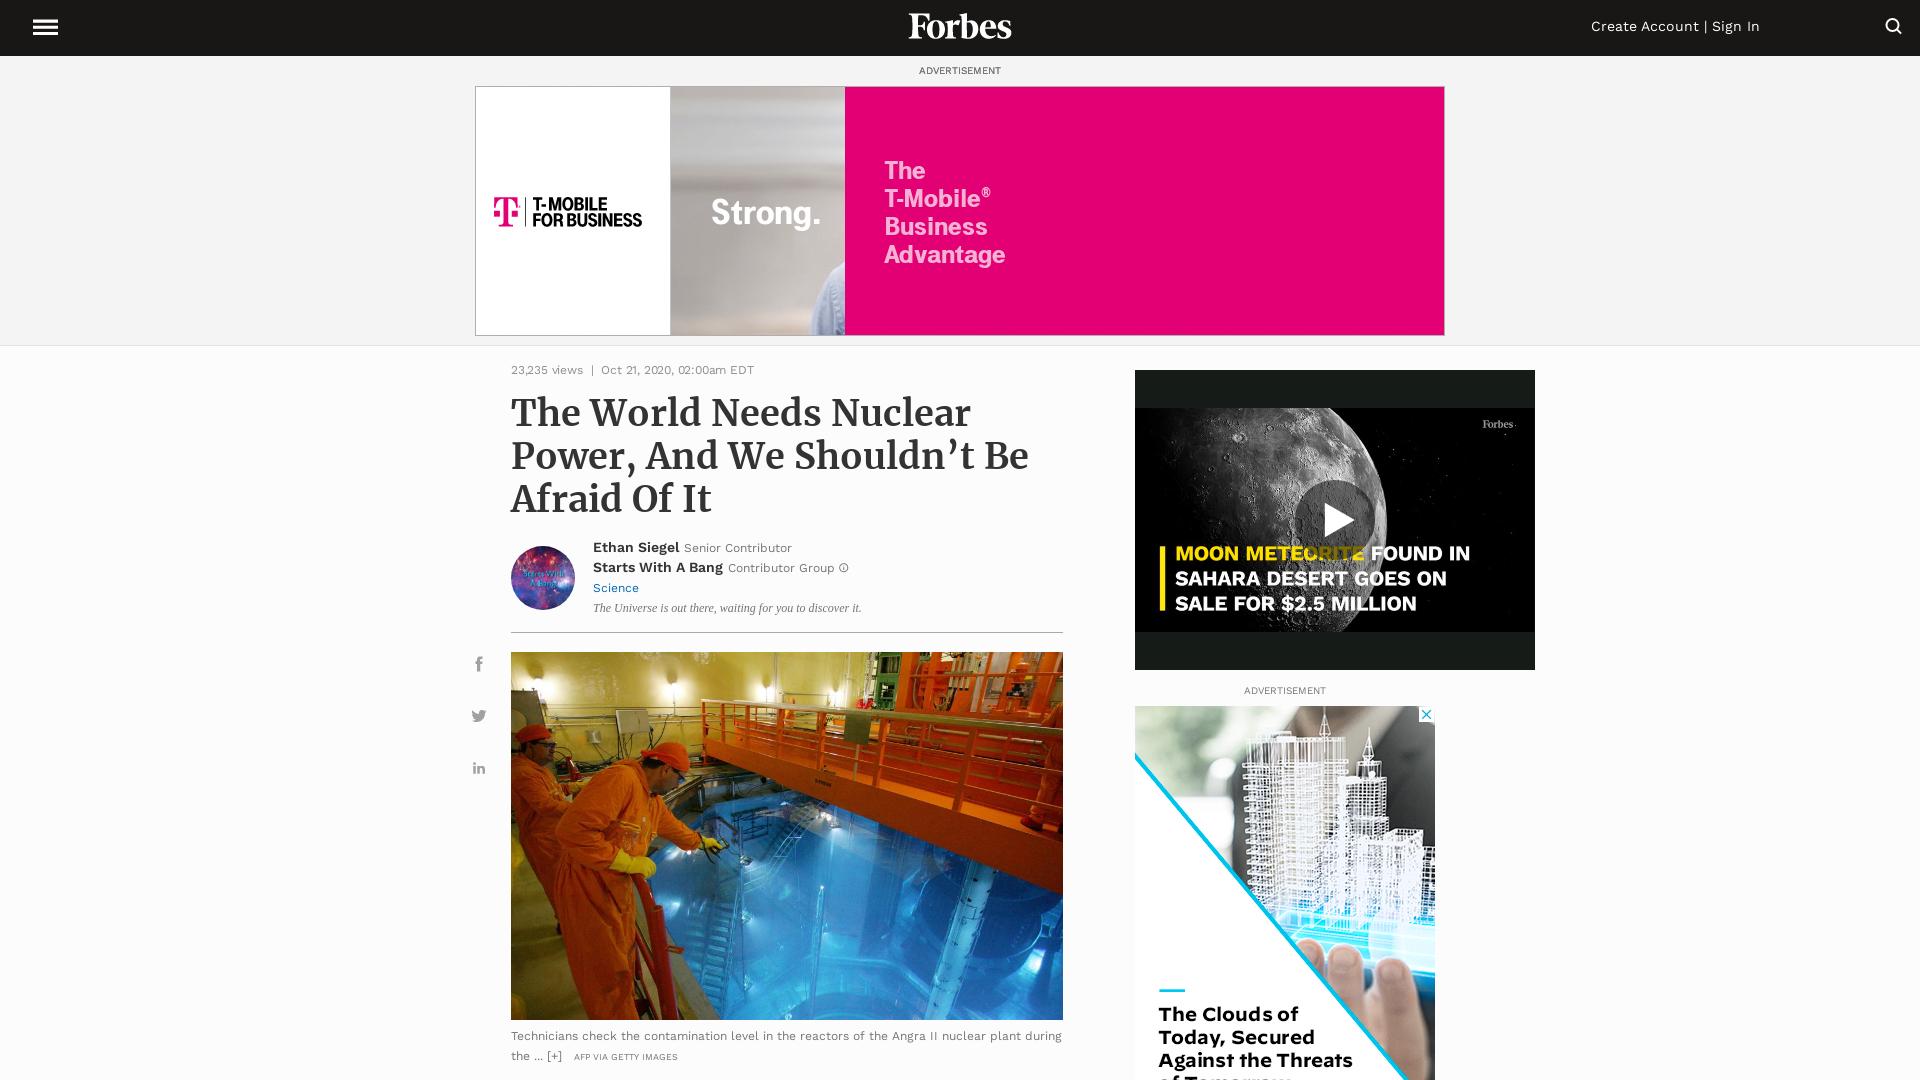 Forbes
Create Account | Sign In
ADVERTISEMENT
T-MOBILE
FOR BUSINESS
Strong.
The
T-Mobile®
Business
Advantage
23,235 views | Oct 21, 2020, 02:00am EDT
The World Needs Nuclear
Power, And We Shouldn’t Be
Afraid Of It
Starts With
A Bang!
Ethan Siegel Senior Contributor
Starts With A Bang Contributor Group
Science
The Universe is out there, waiting for you to discover it.
Technicians check the contamination level in the reactors of the Angra II nuclear plant during
the ... [+] AFP VIA GETTY IMAGES
Forbes
MOON METEORITE FOUND IN
SAHARA DESERT GOES ON
SALE FOR $2.5 MILLION
ADVERTISEMENT
The Clouds of
Today, Secured
Against the Threats
of Tomorrow